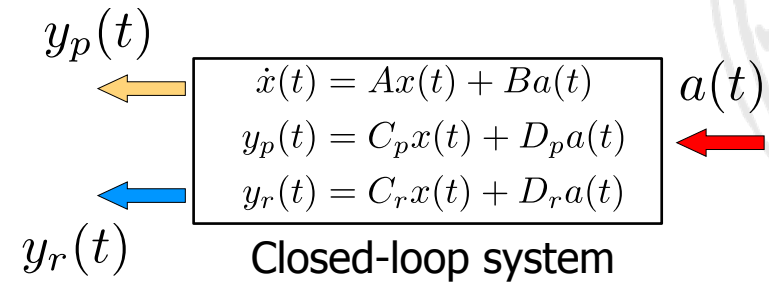 y_p(t)
ẋ(t) = Ax(t) + Ba(t)
a(t)
y_p(t) = C_p x(t) + D_p a(t)
y_r(t) = C_r x(t) + D_r a(t)
y_r(t)
Closed-loop system